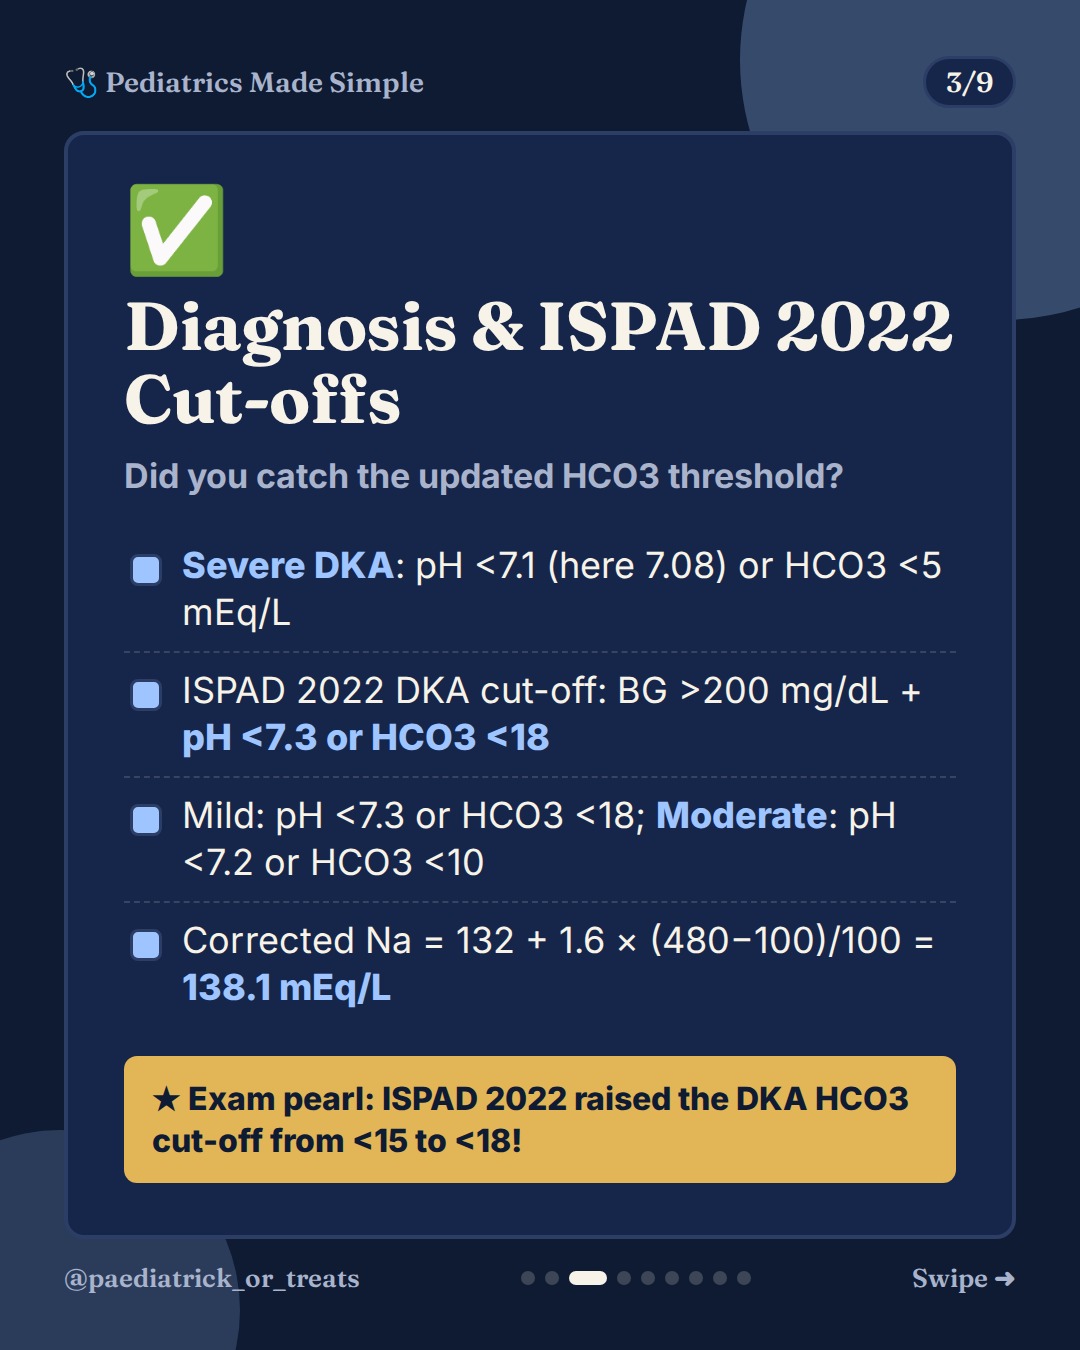 🩺 Pediatrics Made Simple
3/9
✅
Diagnosis & ISPAD 2022
Cut-offs
Did you catch the updated HCO3 threshold?
Severe DKA: pH <7.1 (here 7.08) or HCO3 <5
mEq/L
ISPAD 2022 DKA cut-off: BG >200 mg/dL +
pH <7.3 or HCO3 <18
Mild: pH <7.3 or HCO3 <18; Moderate: pH
<7.2 or HCO3 <10
Corrected Na = 132 + 1.6 × (480−100)/100 =
138.1 mEq/L
★ Exam pearl: ISPAD 2022 raised the DKA HCO3
cut-off from <15 to <18!
@paediatrick_or_treats
Swipe ➜